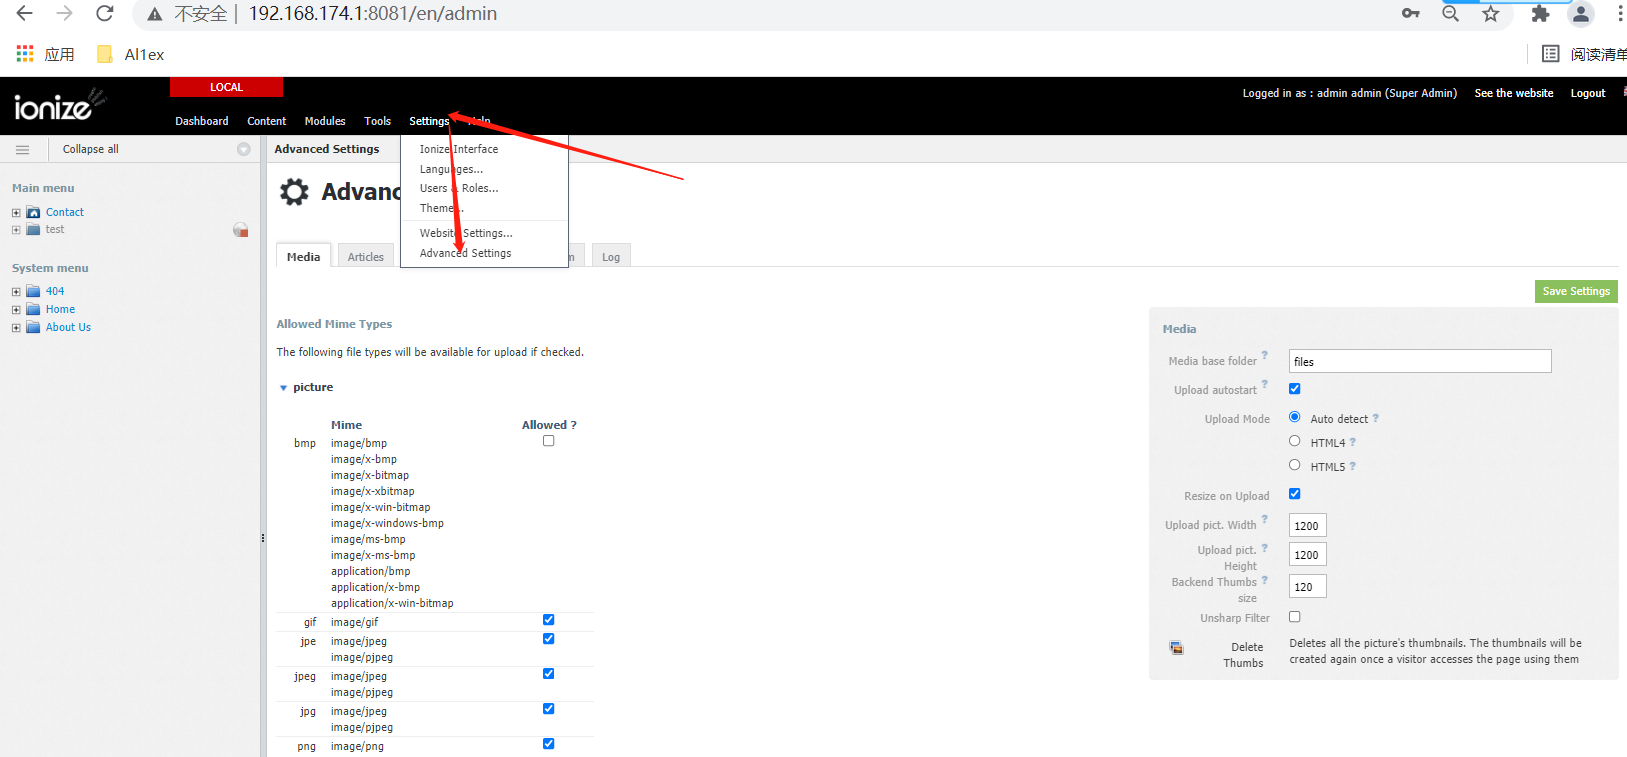 不安全 | 192.168.174.1:8081/en/admin
应用 Al1ex 阅读清单
LOCAL
ionize
Logged in as : admin admin (Super Admin) See the website Logout
Dashboard Content Modules Tools Settings Help
Collapse all
Advanced Settings
Ionize Interface
Languages...
Users & Roles...
Theme...
Website Settings...
Advanced Settings
Main menu
Contact
test
System menu
404
Home
About Us
Advanc
Media Articles m Log
Save Settings
Allowed Mime Types
The following file types will be available for upload if checked.
picture
Mime Allowed ?
bmp image/bmp
image/x-bmp
image/x-bitmap
image/x-xbitmap
image/x-win-bitmap
image/x-windows-bmp
image/ms-bmp
image/x-ms-bmp
application/bmp
application/x-bmp
application/x-win-bitmap
gif image/gif
jpe image/jpeg
image/pjpeg
jpeg image/jpeg
image/pjpeg
jpg image/jpeg
image/pjpeg
png image/png
Media
Media base folder ? files
Upload autostart ?
Upload Mode Auto detect ?
HTML4 ?
HTML5 ?
Resize on Upload
Upload pict. Width ? 1200
Upload pict. ? 1200
Height
Backend Thumbs ? 120
size
Unsharp Filter
Delete Deletes all the picture's thumbnails. The thumbnails will be
Thumbs created again once a visitor accesses the page using them